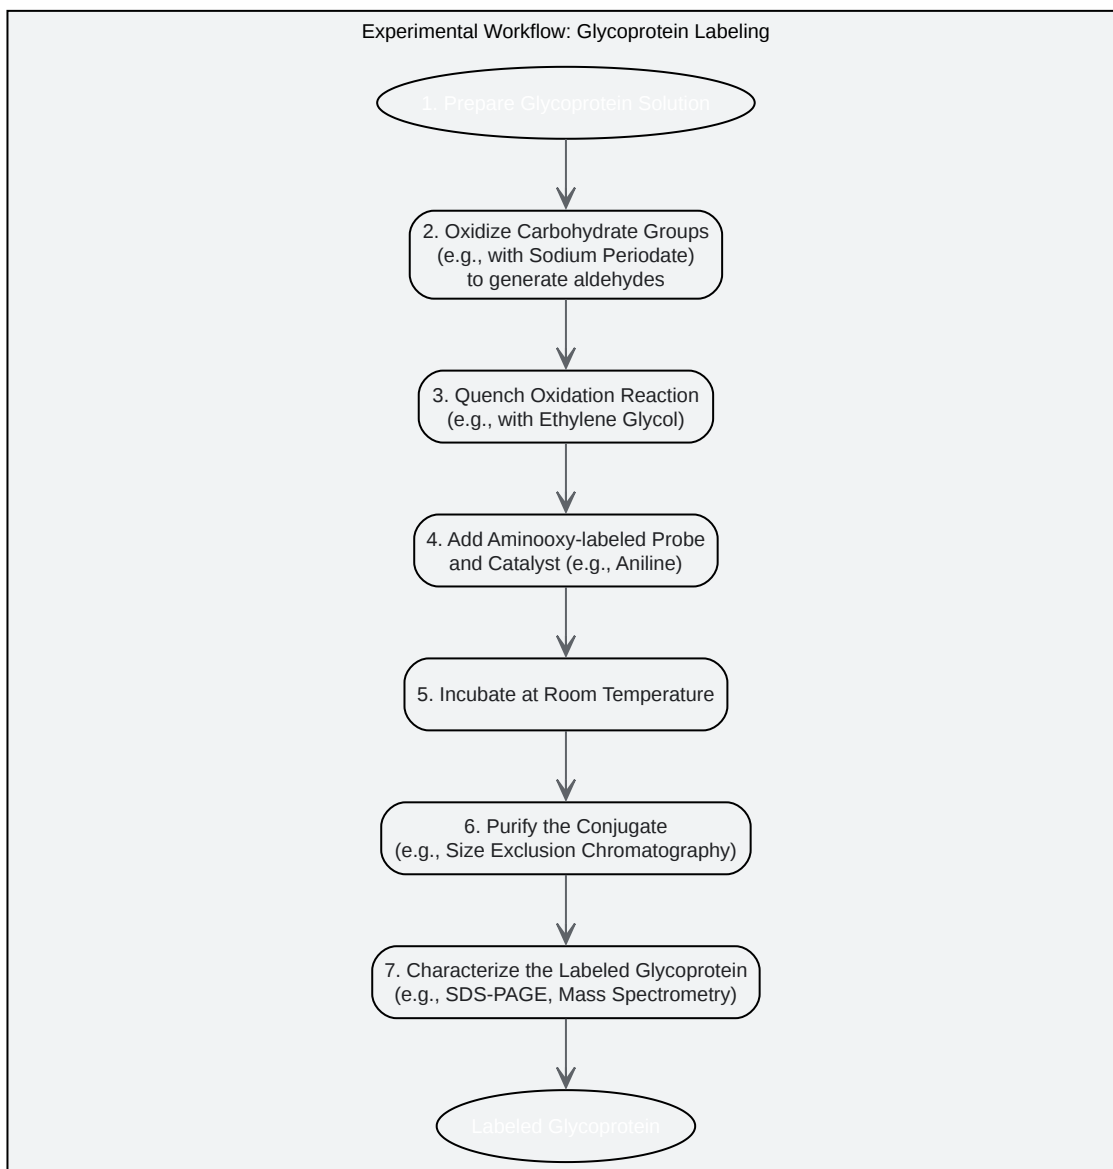 Experimental Workflow: Glycoprotein Labeling
1. Prepare Glycoprotein Solution
2. Oxidize Carbohydrate Groups
(e.g., with Sodium Periodate)
to generate aldehydes
3. Quench Oxidation Reaction
(e.g., with Ethylene Glycol)
4. Add Aminooxy-labeled Probe
and Catalyst (e.g., Aniline)
5. Incubate at Room Temperature
6. Purify the Conjugate
(e.g., Size Exclusion Chromatography)
7. Characterize the Labeled Glycoprotein
(e.g., SDS-PAGE, Mass Spectrometry)
Labeled Glycoprotein